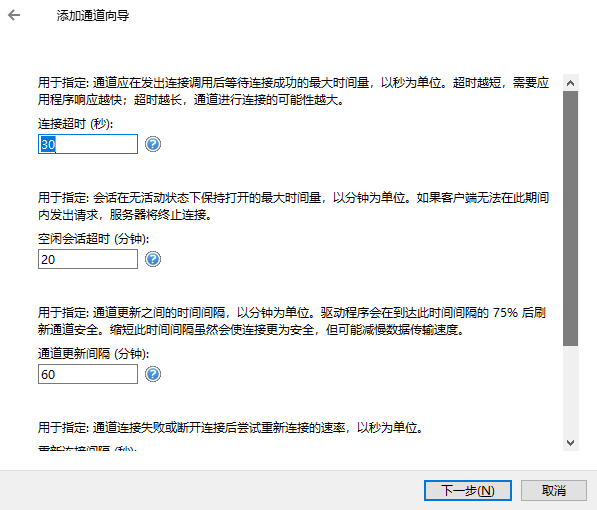 添加通道向导
用于指定: 通道应在发出连接调用后等待连接成功的最大时间量，以秒为单位。超时越短，需要应
用程序响应越快；超时越长，通道进行连接的可能性越大。
连接超时 (秒):
30
用于指定: 会话在无活动状态下保持打开的最大时间量，以分钟为单位。如果客户端无法在此期间
内发出请求，服务器将终止连接。
空闲会话超时 (分钟):
20
用于指定: 通道更新之间的时间间隔，以分钟为单位。驱动程序会在到达此时间间隔的 75% 后刷
新通道安全。缩短此时间间隔虽然会使连接更为安全，但可能减慢数据传输速度。
通道更新间隔 (分钟):
60
用于指定: 通道连接失败或断开连接后尝试重新连接的速率，以秒为单位。
重新连接间隔 (秒):
下一步(N)
取消